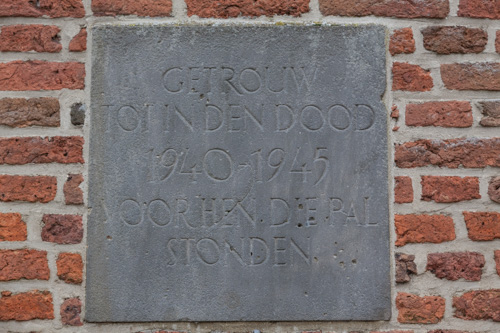 GETROUW
TOT IN DEN DOOD
1940-1945
VOOR HEN DIE PAL
STONDEN.